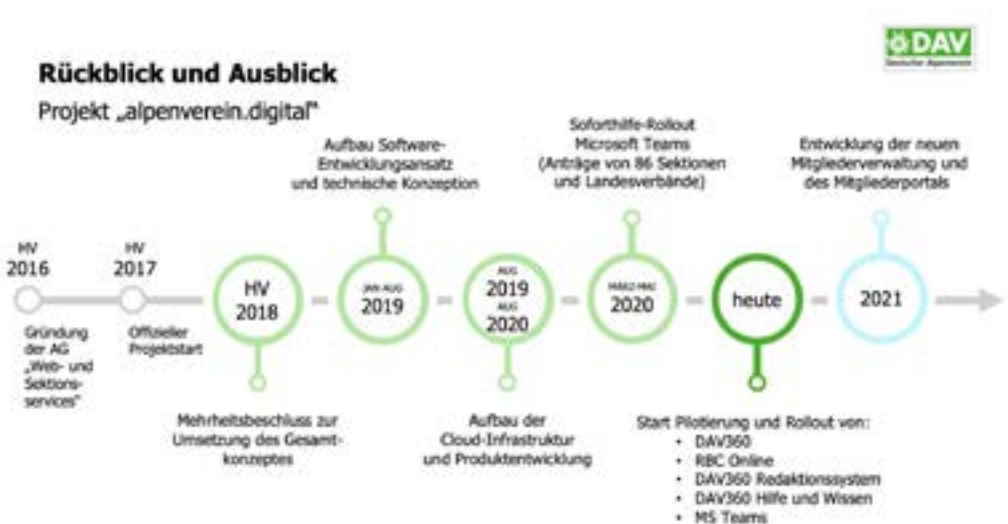 DAV
Deutscher Alpenverein
Rückblick und Ausblick
Projekt „alpenverein.digital“
HV
2016
Gründung
der AG
„Web- und
Sektions-
services“
HV
2017
Offizieller
Projektstart
HV
2018
Mehrheitsbeschluss zur
Umsetzung des Gesamt-
konzeptes
Aufbau Software-
Entwicklungsansatz
und technische Konzeption
JAN-AUG
2019
AUG
2019
AUG
2020
Aufbau der
Cloud-Infrastruktur
und Produktentwicklung
Soforthilfe-Rollout
Microsoft Teams
(Anträge von 86 Sektionen
und Landesverbände)
MÄRZ-MAI
2020
heute
Start Pilotierung und Rollout von::
• DAV360
• RBC Online
• DAV360 Redaktionssystem
• DAV360 Hilfe und Wissen
• MS Teams
Entwicklung der neuen
Mitgliederverwaltung und
des Mitgliederportals
2021